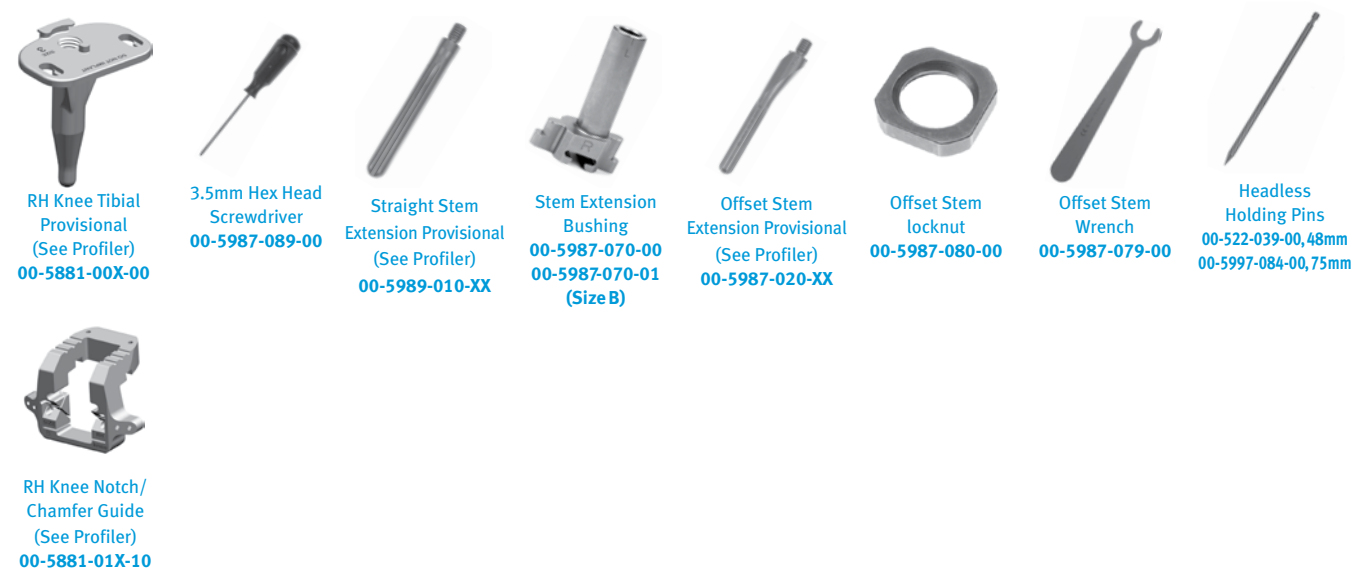 RH Knee Tibial
Provisional
(See Profiler)
00-5881-00X-00
3.5mm Hex Head
Screwdriver
00-5987-089-00
Straight Stem
Extension Provisional
(See Profiler)
00-5989-010-XX
L
R
Stem Extension
Bushing
00-5987-070-00
00-5987-070-01
(Size B)
Offset Stem
Extension Provisional
(See Profiler)
00-5987-020-XX
Offset Stem
locknut
00-5987-080-00
Offset Stem
Wrench
00-5987-079-00
Headless
Holding Pins
00-522-039-00, 48mm
00-5997-084-00, 75mm
RH Knee Notch/
Chamfer Guide
(See Profiler)
00-5881-01X-10